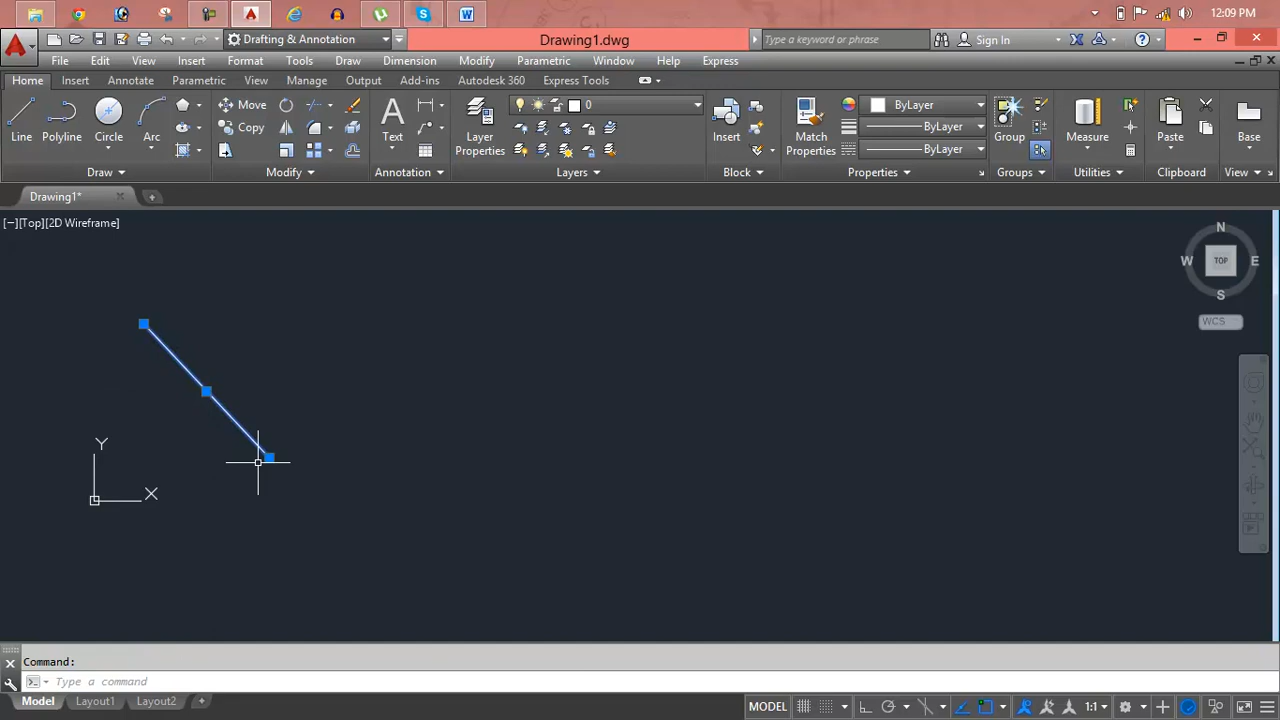 12:09 PM
Drafting & Annotation
Drawing1.dwg
Type a keyword or phrase
Sign In
File Edit View Insert Format Tools Draw Dimension Modify Parametric Window Help Express
Home Insert Annotate Parametric View Manage Output Add-ins Autodesk 360 Express Tools
Line
Polyline
Circle
Arc
Move
Copy
Text
Layer
Properties
0
Insert
Match
Properties
ByLayer
ByLayer
ByLayer
Group
Measure
Paste
Base
Draw Modify Annotation Layers Block Properties Groups Utilities Clipboard View
Drawing1*
[−][Top][2D Wireframe]
N
W
TOP
E
S
WCS
Y
X
Command:
Type a command
Model Layout1 Layout2
MODEL
1:1